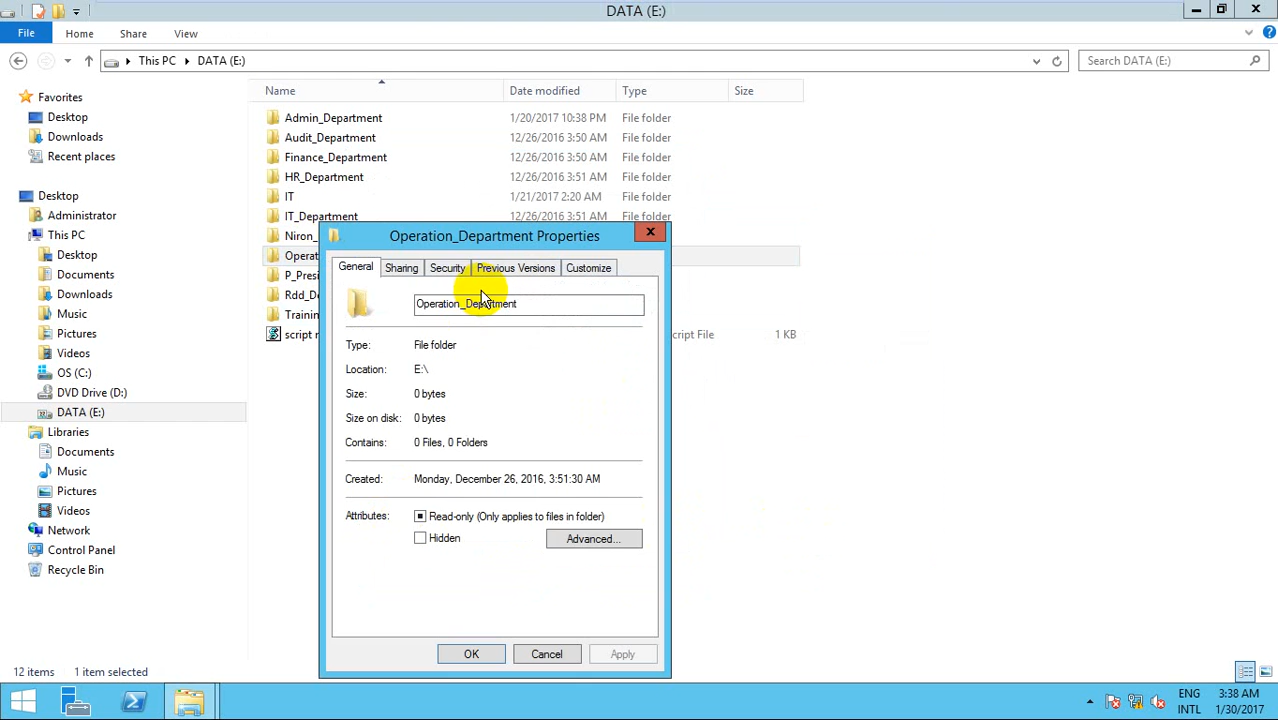 DATA (E:)
File Home Share View
This PC DATA (E:) Search DATA (E:)
Name Date modified Type Size
Favorites
Desktop
Downloads
Recent places
Desktop
Administrator
This PC
Desktop
Documents
Downloads
Music
Pictures
Videos
OS (C:)
DVD Drive (D:)
DATA (E:)
Libraries
Documents
Music
Pictures
Videos
Network
Control Panel
Recycle Bin
Admin_Department 1/20/2017 10:38 PM File folder
Audit_Department 12/26/2016 3:50 AM File folder
Finance_Department 12/26/2016 3:50 AM File folder
HR_Department 12/26/2016 3:51 AM File folder
IT 1/21/2017 2:20 AM File folder
IT_Department 12/26/2016 3:51 AM File folder
Niron_
Operat
P_Presi
Rdd_De
Training
script cript File 1 KB
Operation_Department Properties
General Sharing Security Previous Versions Customize
Operation_Department
Type: File folder
Location: E:\
Size: 0 bytes
Size on disk: 0 bytes
Contains: 0 Files, 0 Folders
Created: Monday, December 26, 2016, 3:51:30 AM
Attributes: Read-only (Only applies to files in folder)
Hidden Advanced...
OK Cancel Apply
12 items 1 item selected
ENG 3:38 AM
INTL 1/30/2017